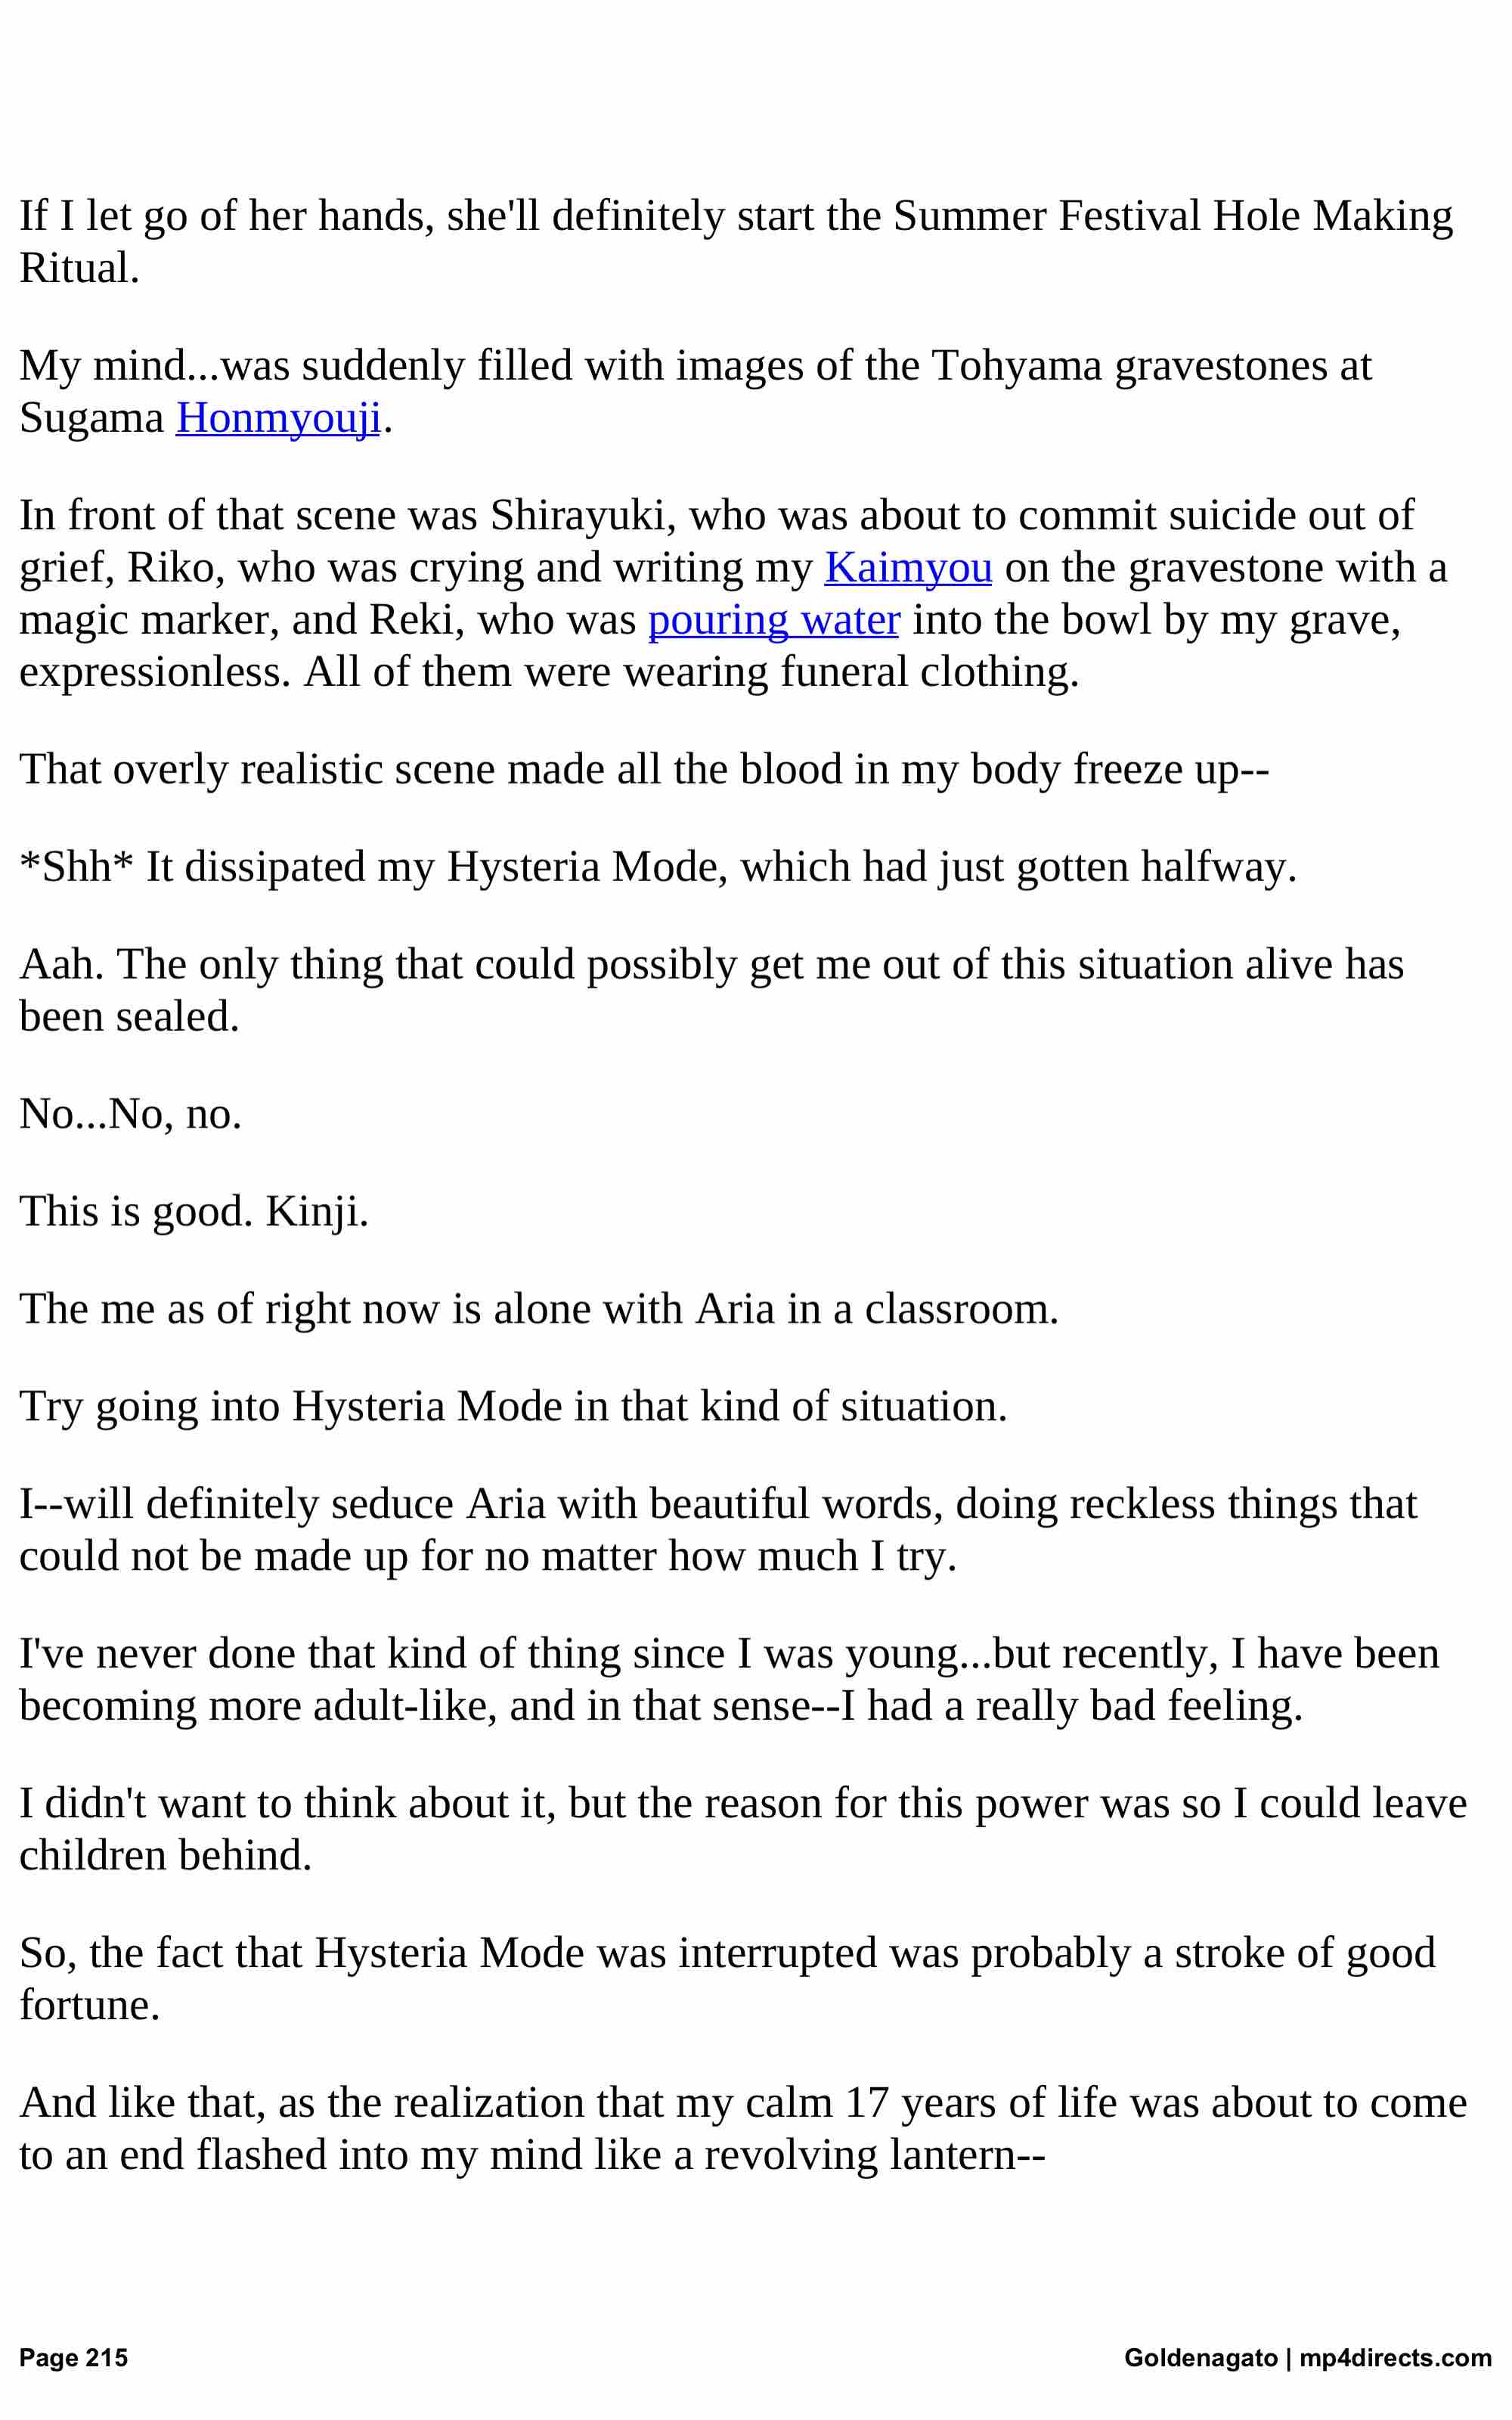 If I let go of her hands, she'll definitely start the Summer Festival Hole Making
Ritual.
My mind...was suddenly filled with images of the Tohyama gravestones at
Sugama Honmyouji.
In front of that scene was Shirayuki, who was about to commit suicide out of
grief, Riko, who was crying and writing my Kaimyou on the gravestone with a
magic marker, and Reki, who was pouring water into the bowl by my grave,
expressionless. All of them were wearing funeral clothing.
That overly realistic scene made all the blood in my body freeze up--
*Shh* It dissipated my Hysteria Mode, which had just gotten halfway.
Aah. The only thing that could possibly get me out of this situation alive has
been sealed.
No...No, no.
This is good. Kinji.
The me as of right now is alone with Aria in a classroom.
Try going into Hysteria Mode in that kind of situation.
I--will definitely seduce Aria with beautiful words, doing reckless things that
could not be made up for no matter how much I try.
I've never done that kind of thing since I was young...but recently, I have been
becoming more adult-like, and in that sense--I had a really bad feeling.
I didn't want to think about it, but the reason for this power was so I could leave
children behind.
So, the fact that Hysteria Mode was interrupted was probably a stroke of good
fortune.
And like that, as the realization that my calm 17 years of life was about to come
to an end flashed into my mind like a revolving lantern--
Page 215 Goldenagato | mp4directs.com